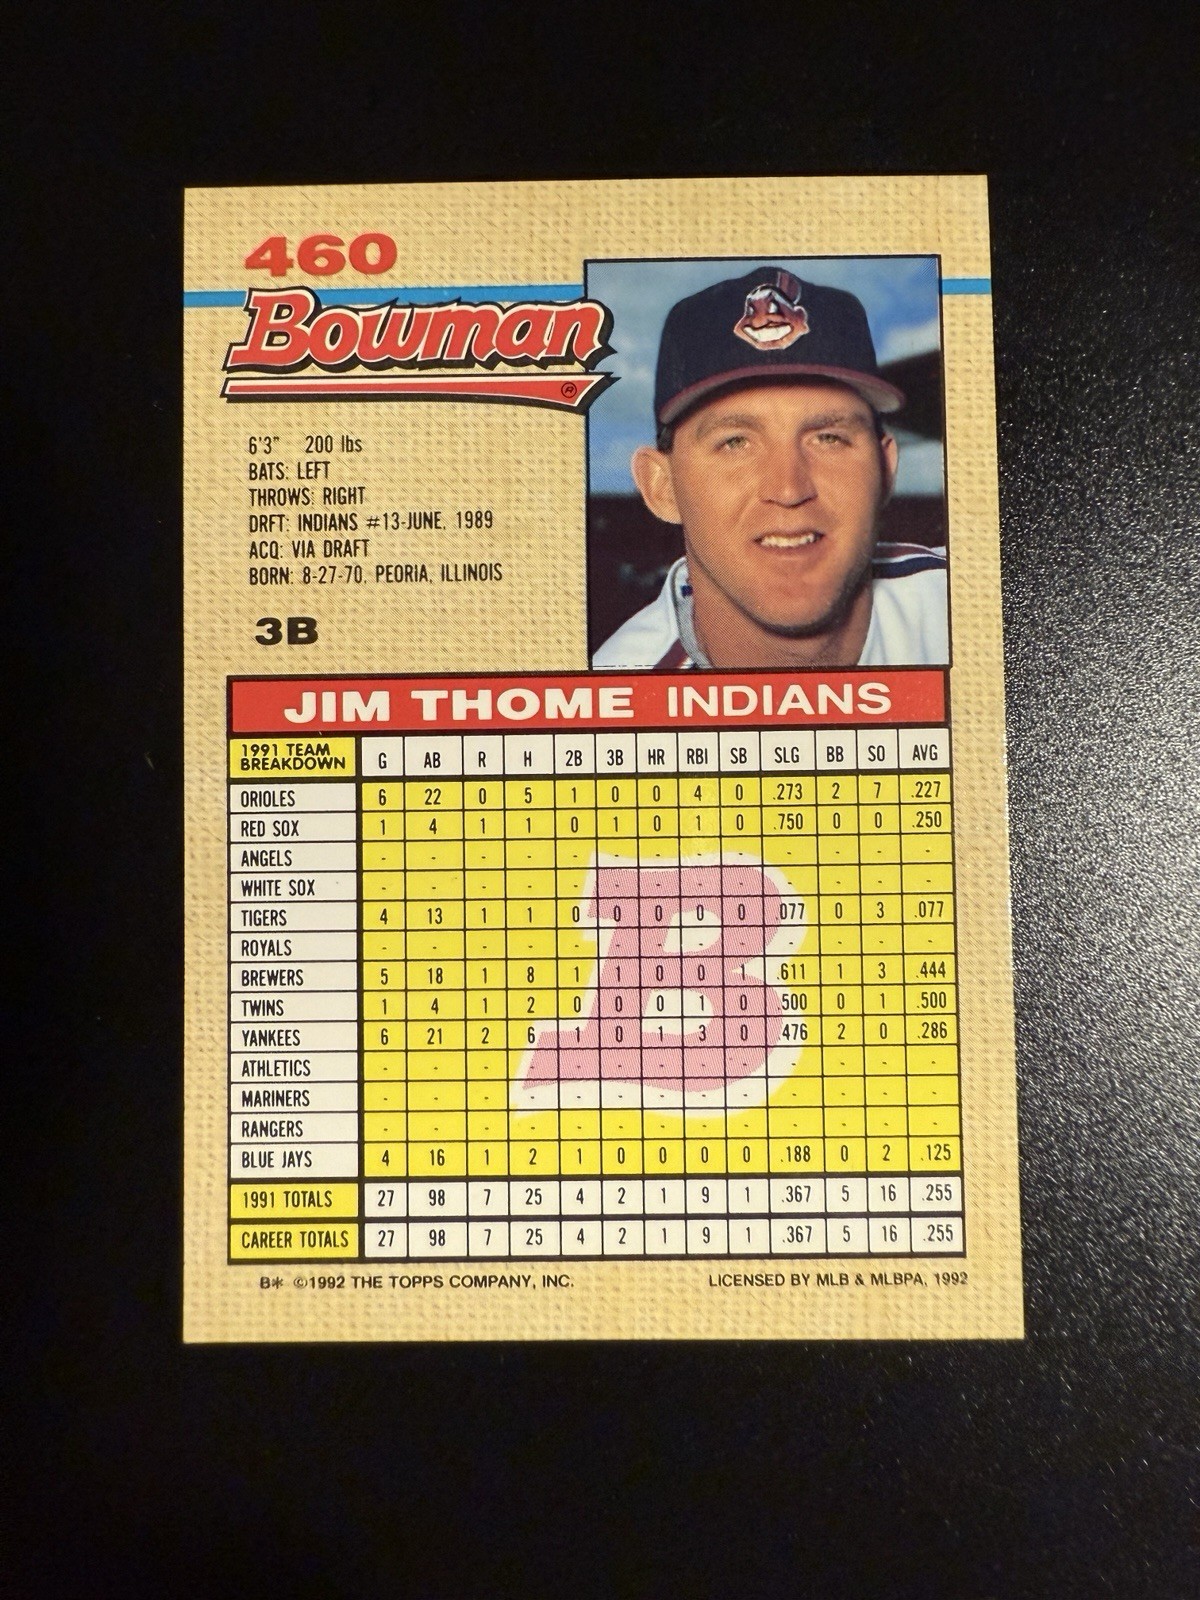 460
Bowman
®
6'3" 200 lbs
BATS: LEFT
THROWS: RIGHT
DRFT: INDIANS #13-JUNE, 1989
ACQ: VIA DRAFT
BORN: 8-27-70, PEORIA, ILLINOIS
3B
JIM THOME INDIANS
1991 TEAM BREAKDOWN G AB R H 2B 3B HR RBI SB SLG BB SO AVG
ORIOLES 6 22 0 5 1 0 0 4 0 .273 2 7 .227
RED SOX 1 4 1 1 0 1 0 1 0 .750 0 0 .250
ANGELS - - - - - - - - - - - - -
WHITE SOX - - - - - - - - - - - - -
TIGERS 4 13 1 1 0 0 0 0 0 .077 0 3 .077
ROYALS - - - - - - - - - - - - -
BREWERS 5 18 1 8 1 1 0 0 1 .611 1 3 .444
TWINS 1 4 1 2 0 0 0 1 0 .500 0 1 .500
YANKEES 6 21 2 6 1 0 1 3 0 .476 2 0 .286
ATHLETICS - - - - - - - - - - - - -
MARINERS - - - - - - - - - - - - -
RANGERS - - - - - - - - - - - - -
BLUE JAYS 4 16 1 2 1 0 0 0 0 .188 0 2 .125
1991 TOTALS 27 98 7 25 4 2 1 9 1 .367 5 16 .255
CAREER TOTALS 27 98 7 25 4 2 1 9 1 .367 5 16 .255
B
B* ©1992 THE TOPPS COMPANY, INC. LICENSED BY MLB & MLBPA, 1992